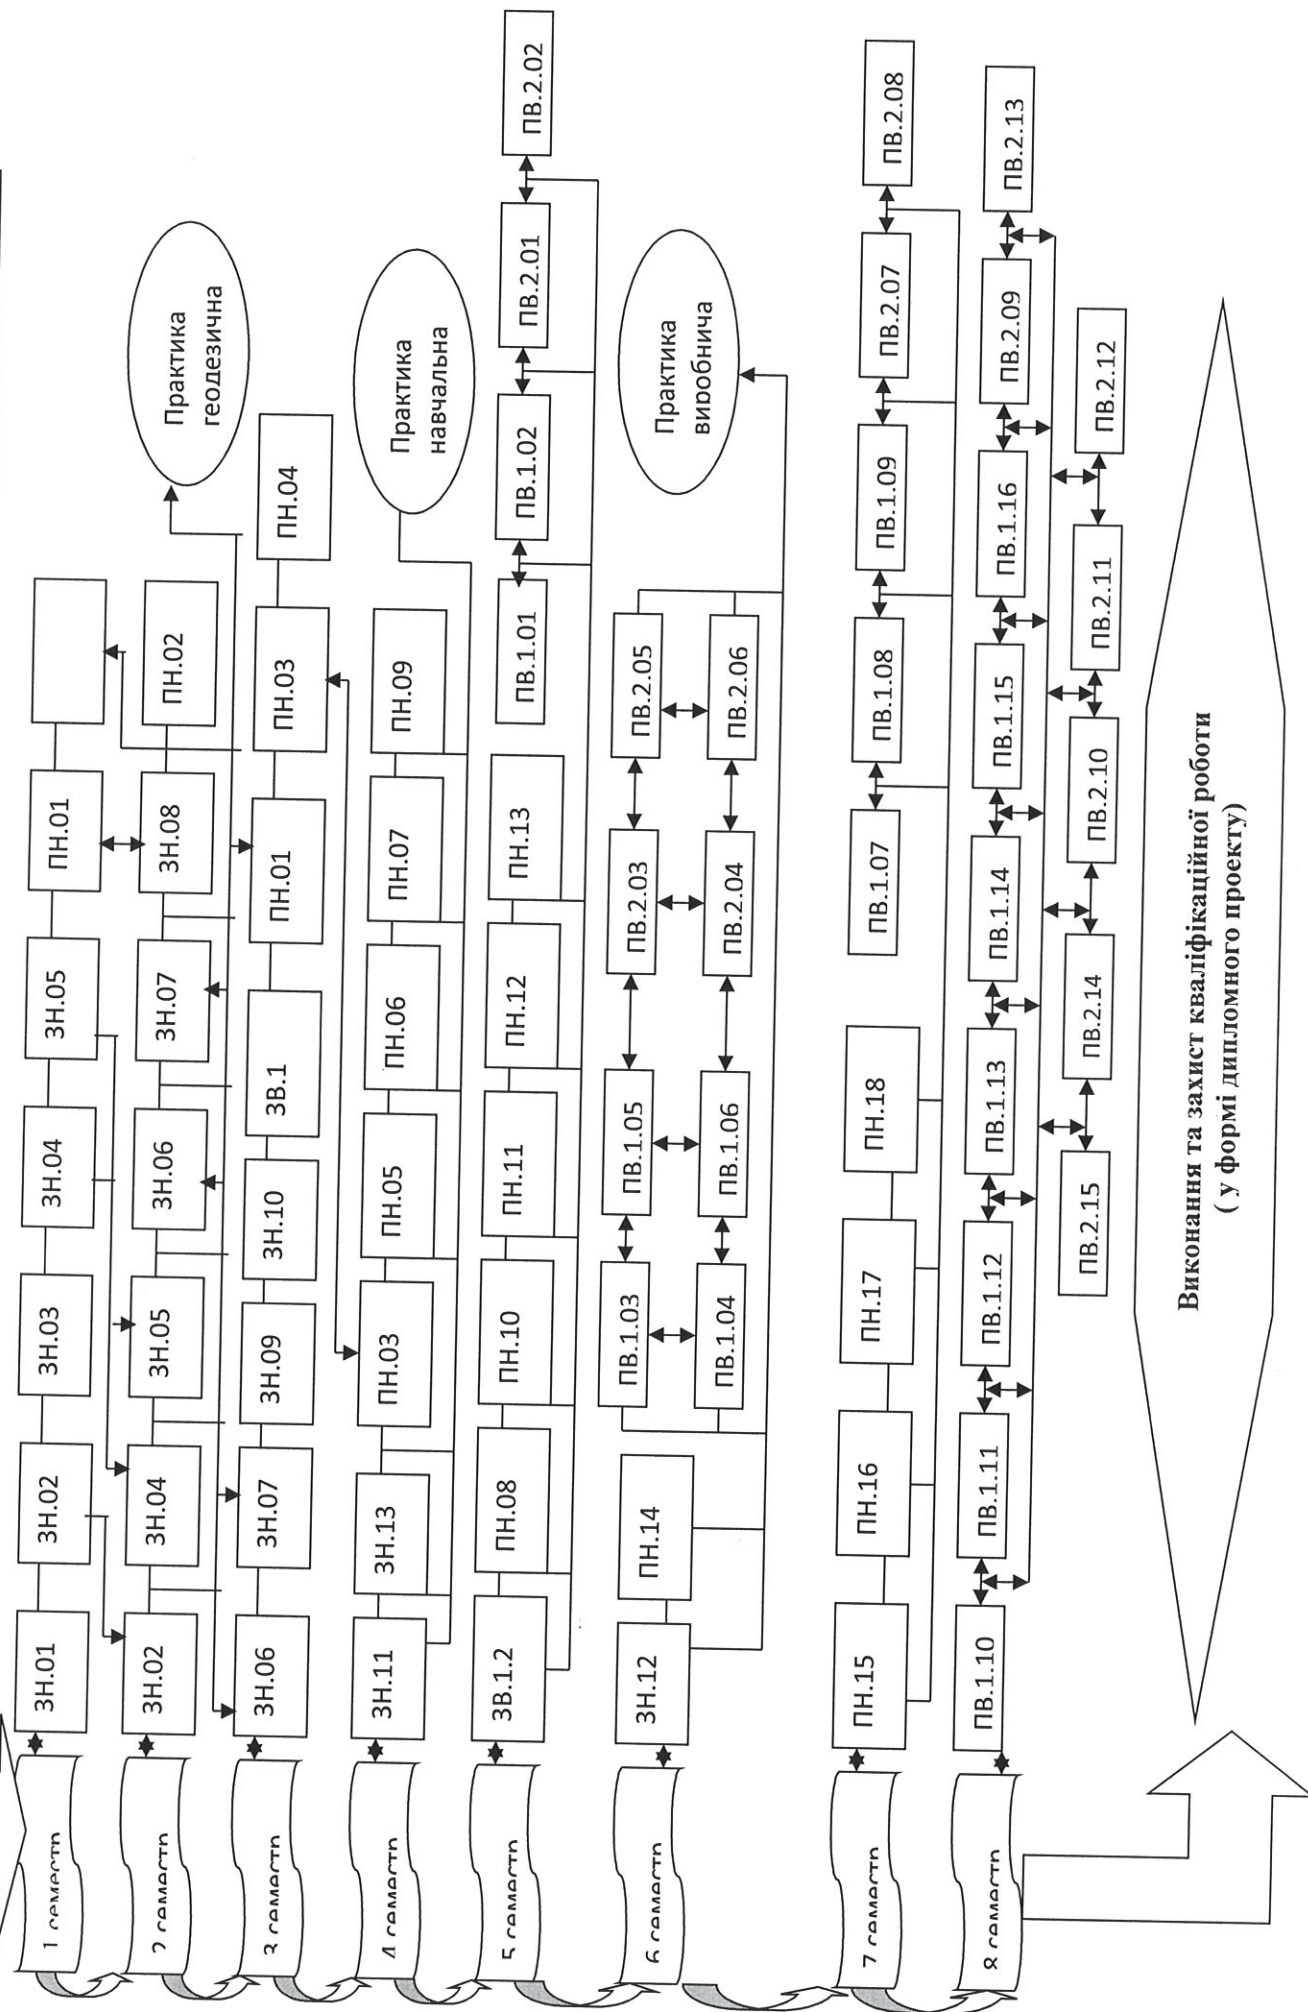 1 семестр
ЗН.01
ЗН.02
ЗН.03
ЗН.04
ЗН.05
ПН.01
2 семестр
ЗН.02
ЗН.04
ЗН.05
ЗН.06
ЗН.07
ЗН.08
ПН.02
Практика
геодезична
3 семестр
ЗН.06
ЗН.07
ЗН.09
ЗН.10
ЗВ.1
ПН.01
ПН.03
ПН.04
4 семестр
ЗН.11
ЗН.13
ПН.03
ПН.05
ПН.06
ПН.07
ПН.09
Практика
навчальна
5 семестр
ЗВ.1.2
ПН.08
ПН.10
ПН.11
ПН.12
ПН.13
ПВ.1.01
ПВ.1.02
ПВ.2.01
ПВ.2.02
6 семестр
ЗН.12
ПН.14
ПВ.1.03
ПВ.1.05
ПВ.2.03
ПВ.2.05
ПВ.1.04
ПВ.1.06
ПВ.2.04
ПВ.2.06
Практика
виробнича
7 семестр
ПН.15
ПН.16
ПН.17
ПН.18
ПВ.1.07
ПВ.1.08
ПВ.1.09
ПВ.2.07
ПВ.2.08
8 семестр
ПВ.1.10
ПВ.1.11
ПВ.1.12
ПВ.1.13
ПВ.1.14
ПВ.1.15
ПВ.1.16
ПВ.2.09
ПВ.2.13
ПВ.2.15
ПВ.2.14
ПВ.2.10
ПВ.2.11
ПВ.2.12
Виконання та захист кваліфікаційної роботи
( у формі дипломного проекту)